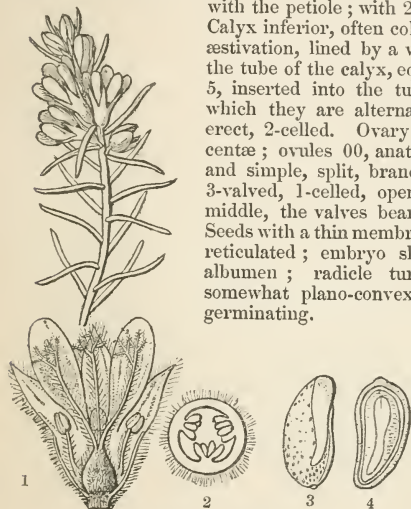 with the petiole ; with 2
Calyx inferior, often col
æstivation, lined by a
the tube of the calyx, eq
5, inserted into the tu
which they are alterna
erect, 2-celled. Ovary
centæ ; ovules 00, anat
and simple, split, branc
3-valved, 1-celled, open
middle, the valves bear
Seeds with a thin membr
reticulated ; embryo sl
albumen ; radicle tur
somewhat plano-convex
germinating.
1
2
3
4